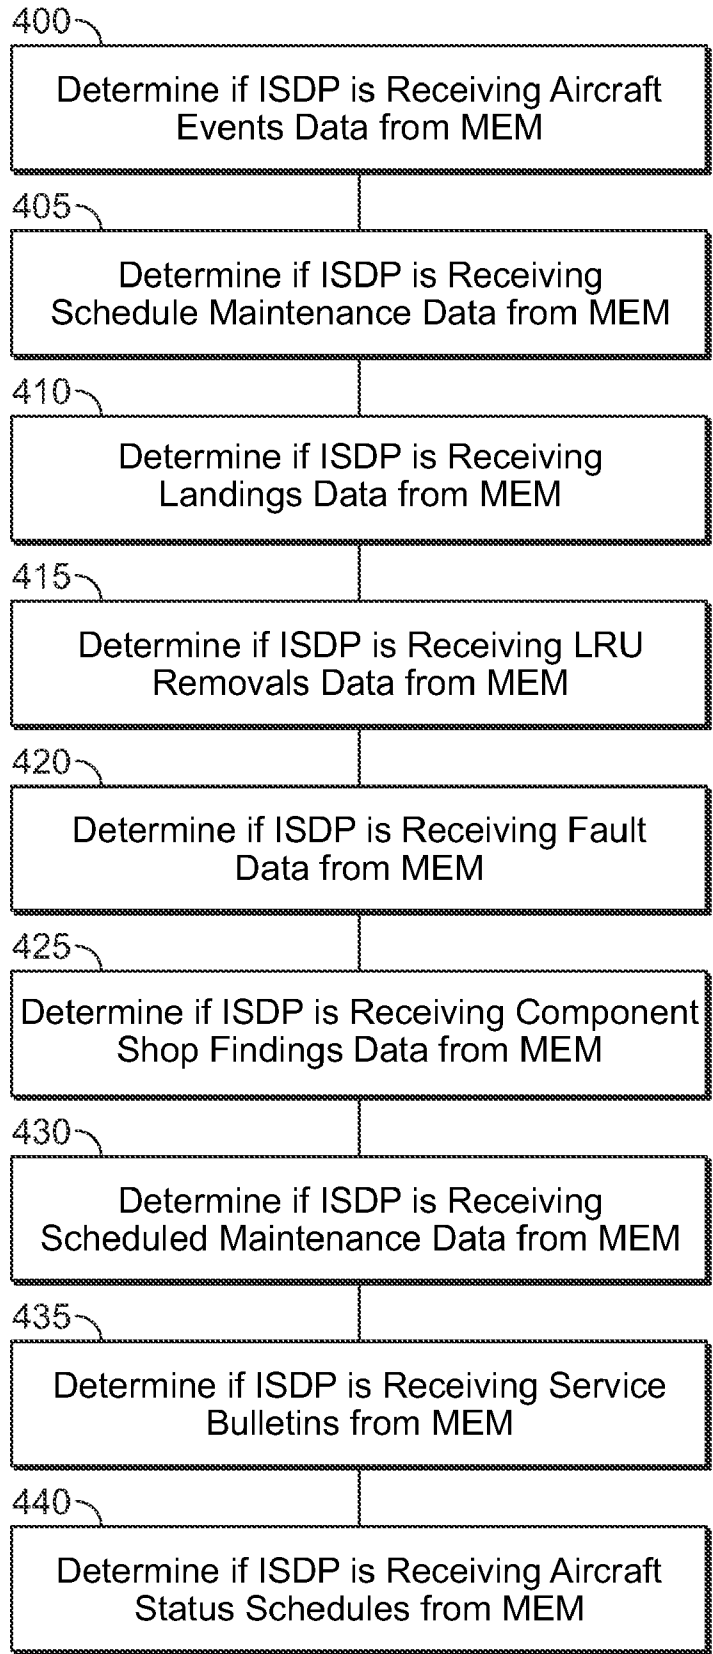 400
Determine if ISDP is Receiving Aircraft
Events Data from MEM
405
Determine if ISDP is Receiving
Schedule Maintenance Data from MEM
410
Determine if ISDP is Receiving
Landings Data from MEM
415
Determine if ISDP is Receiving LRU
Removals Data from MEM
420
Determine if ISDP is Receiving Fault
Data from MEM
425
Determine if ISDP is Receiving Component
Shop Findings Data from MEM
430
Determine if ISDP is Receiving
Scheduled Maintenance Data from MEM
435
Determine if ISDP is Receiving Service
Bulletins from MEM
440
Determine if ISDP is Receiving Aircraft
Status Schedules from MEM